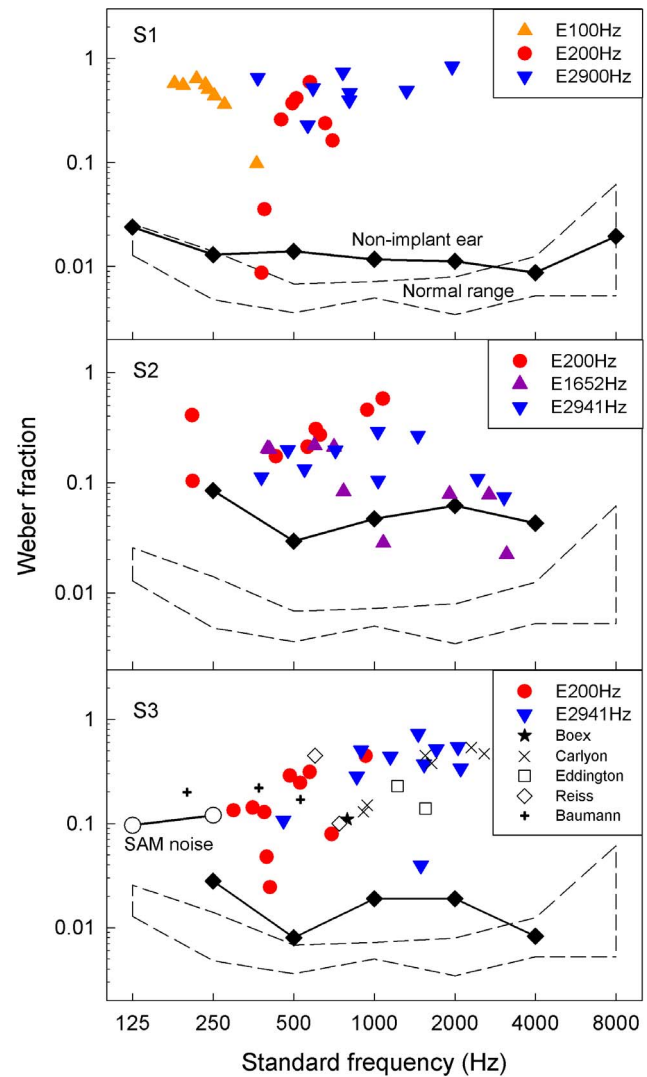 S1
E100Hz
E200Hz
E2900Hz
1
0.1
0.01
Non-implant ear
Normal range
S2
E200Hz
E1652Hz
E2941Hz
1
0.1
0.01
Weber fraction
S3
E200Hz
E2941Hz
Boex
Carlyon
Eddington
Reiss
Baumann
1
0.1
0.01
SAM noise
125 250 500 1000 2000 4000 8000
Standard frequency (Hz)